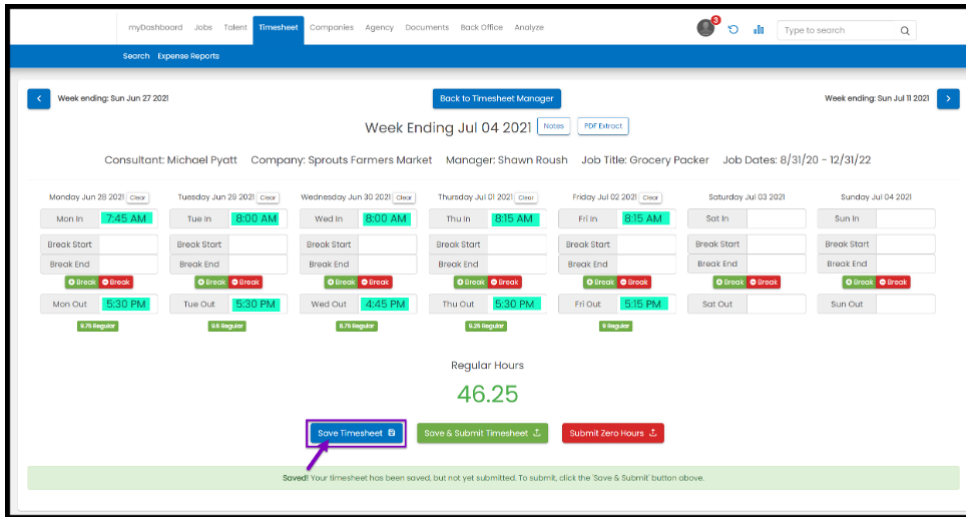 myDashboard Jobs Talent Timesheet Companies Agency Documents Back Office Analyze 3 Type to search
Search Expense Reports
Week ending: Sun Jun 27 2021 Back to Timesheet Manager Week ending: Sun Jul 11 2021
Week Ending Jul 04 2021 Notes PDF Extract
Consultant: Michael Pyatt Company: Sprouts Farmers Market Manager: Shawn Roush Job Title: Grocery Packer Job Dates: 8/31/20 - 12/31/22
Monday Jun 28 2021 Clear Tuesday Jun 29 2021 Clear Wednesday Jun 30 2021 Clear Thursday Jul 01 2021 Clear Friday Jul 02 2021 Clear Saturday Jul 03 2021 Sunday Jul 04 2021
Mon In 7:45 AM Tue In 8:00 AM Wed In 8:00 AM Thu In 8:15 AM Fri In 8:15 AM Sat In Sun In
Break Start Break Start Break Start Break Start Break Start Break Start Break Start
Break End Break End Break End Break End Break End Break End Break End
Break Break Break Break Break Break Break Break Break Break Break Break Break Break
Mon Out 5:30 PM Tue Out 5:30 PM Wed Out 4:45 PM Thu Out 5:30 PM Fri Out 5:15 PM Sat Out Sun Out
9.75 Regular 9.5 Regular 8.75 Regular 9.25 Regular 9 Regular
Regular Hours
46.25
Save Timesheet Save & Submit Timesheet Submit Zero Hours
Saved! Your timesheet has been saved, but not yet submitted. To submit, click the 'Save & Submit' button above.